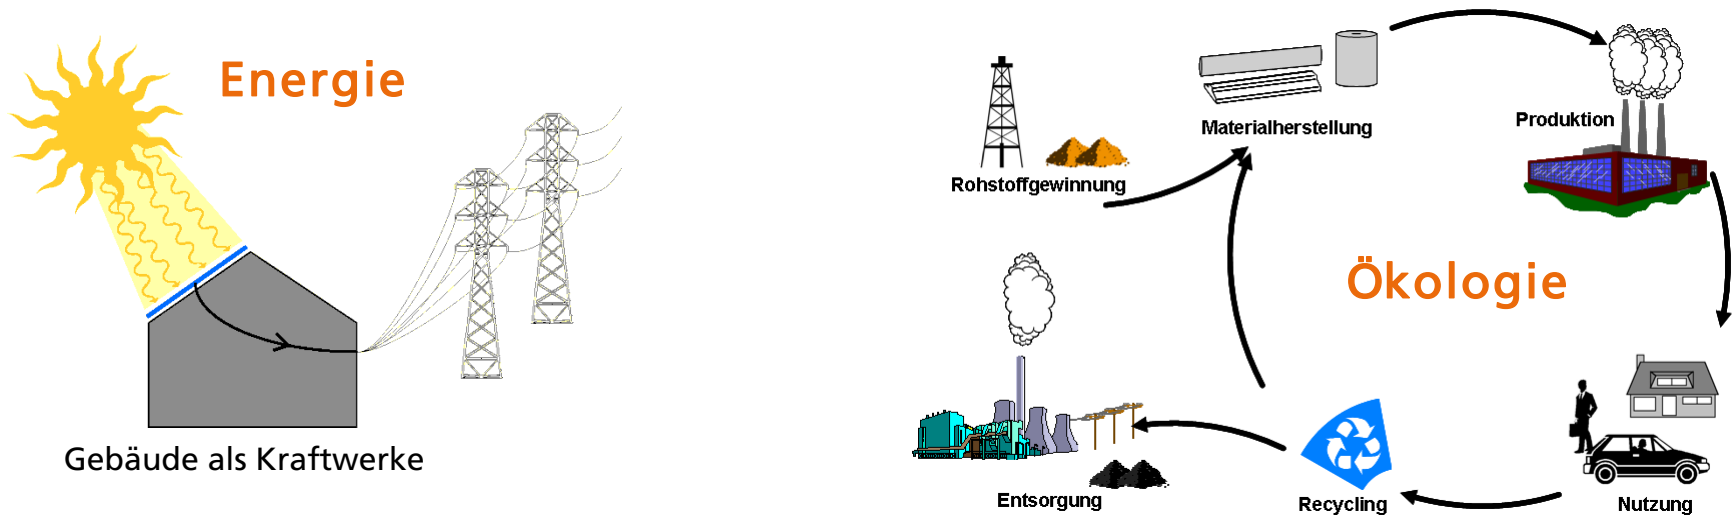 Energie
Gebäude als Kraftwerke
Materialherstellung
Produktion
Rohstoffgewinnung
Ökologie
Entsorgung
Recycling
Nutzung